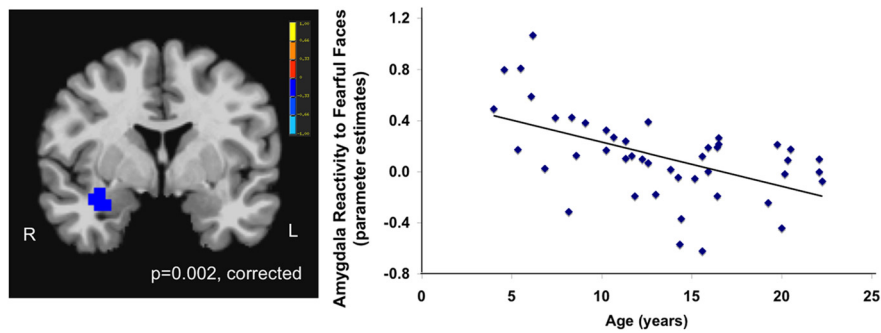 R
L
p=0.002, corrected
Amygdala Reactivity to Fearful Faces
(parameter estimates)
1.2
0.8
0.4
0.0
-0.4
-0.8
0
5
10
15
20
25
Age (years)